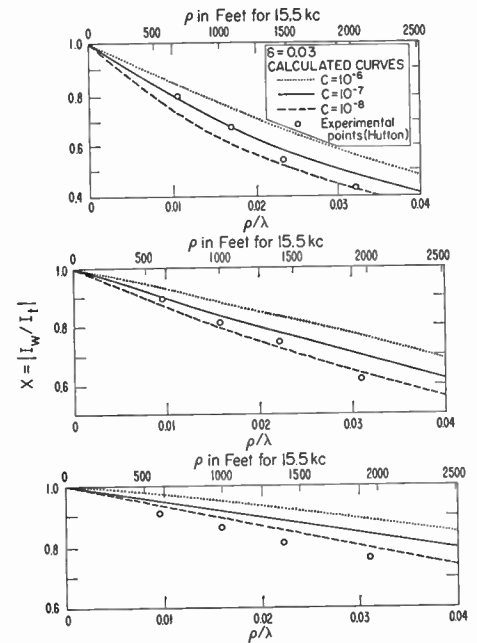 ρ in Feet for 15.5 kc
0 500 1000 1500 2000
δ=0.03
CALCULATED CURVES
C=10⁻⁶
C=10⁻⁷
C=10⁻⁸
Experimental
points (Hutton)
1.0
0.8
0.6
0.4
0 0.01 0.02 0.03 0.04
ρ/λ
ρ in Feet for 15.5 kc
0 500 1000 1500 2000 2500
X = |I_w/I_t|
1.0
0.8
0.6
0 0.01 0.02 0.03 0.04
ρ/λ
ρ in Feet for 15.5 kc
0 500 1000 1500 2000 2500
1.0
0.8
0.6
0 0.01 0.02 0.03 0.04
ρ/λ